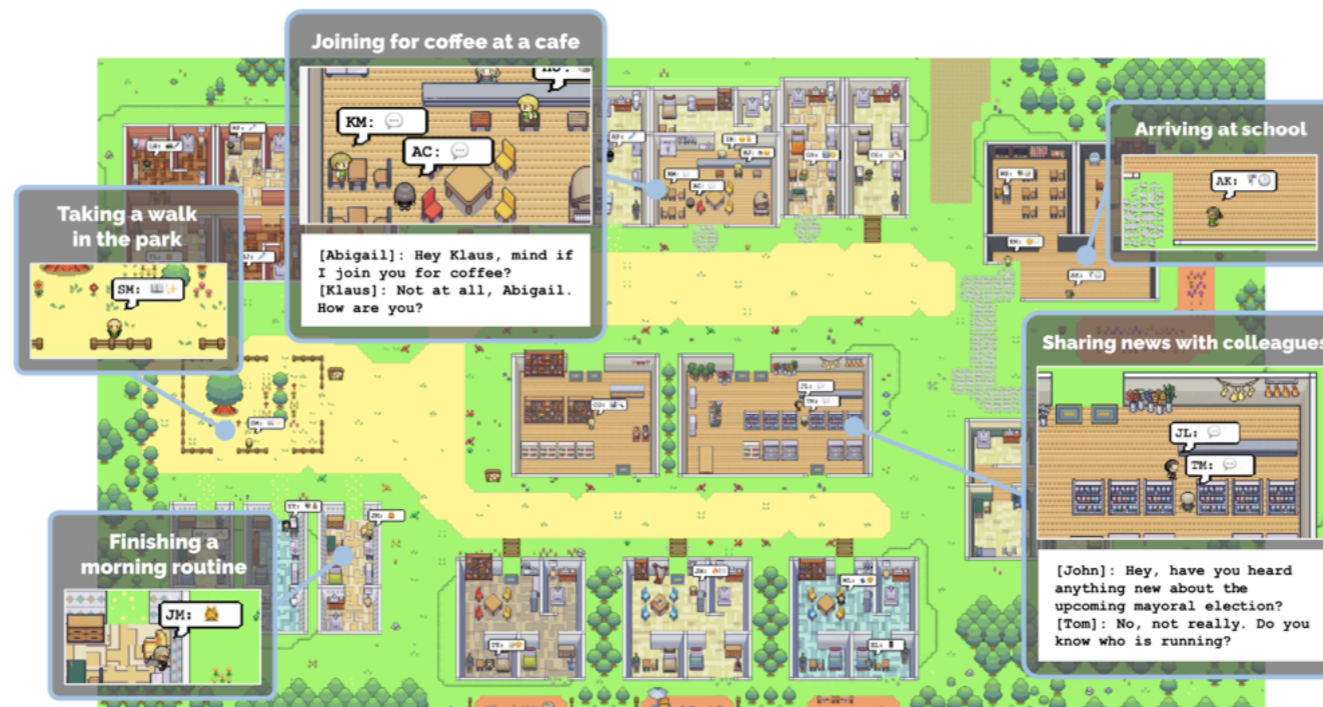 Joining for coffee at a cafe
KM:
AC:
[Abigail]: Hey Klaus, mind if
I join you for coffee?
[Klaus]: Not at all, Abigail.
How are you?
Taking a walk
in the park
SM:
Arriving at school
AK:
Sharing news with colleagues
JL:
TM:
[John]: Hey, have you heard
anything new about the
upcoming mayoral election?
[Tom]: No, not really. Do you
know who is running?
Finishing a
morning routine
JM: